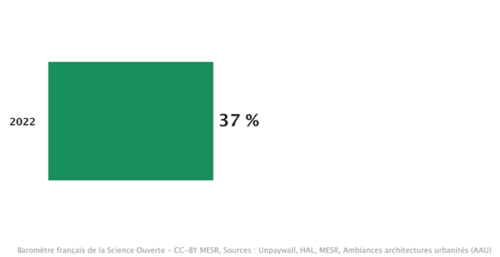 2022
37 %
Baromètre français de la Science Ouverte - CC-BY MESR, Sources : Unpaywall, HAL, MESR, Ambiances architectures urbanités (AAU)